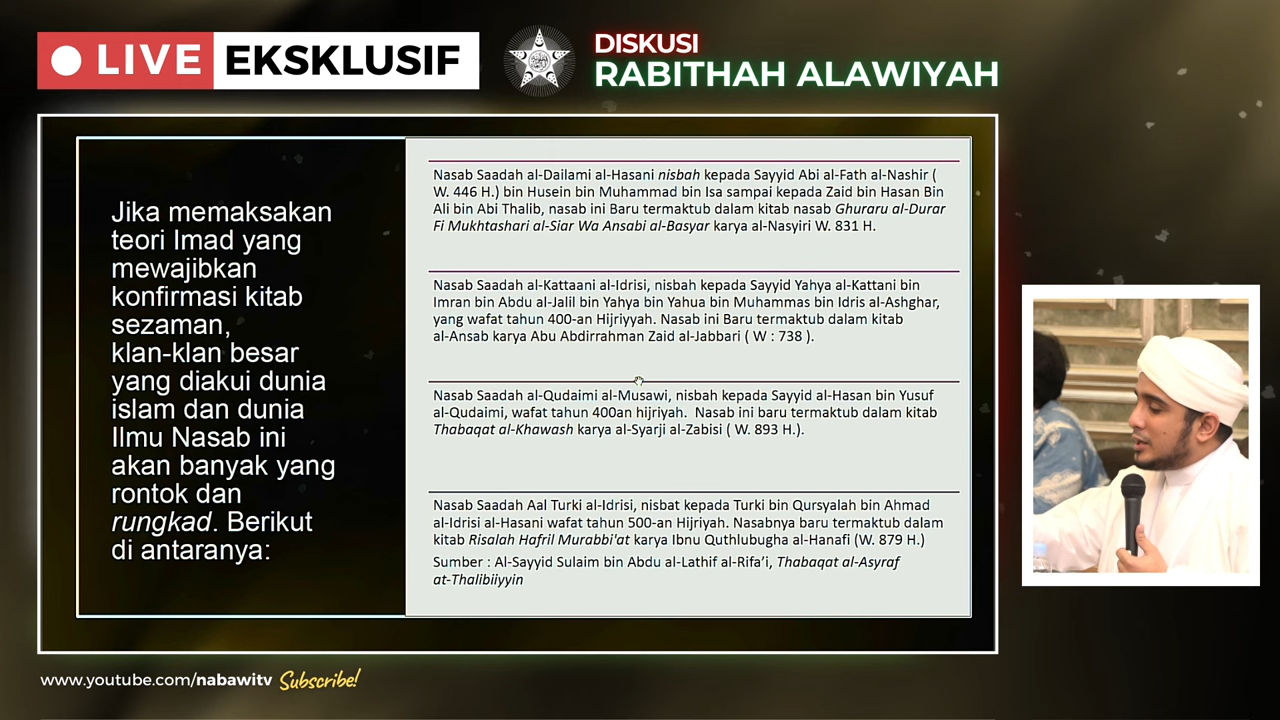 LIVE EKSKLUSIF
DISKUSI
RABITHAH ALAWIYAH
Jika memaksakan
teori Imad yang
mewajibkan
konfirmasi kitab
sezaman,
klan-klan besar
yang diakui dunia
islam dan dunia
Ilmu Nasab ini
akan banyak yang
rontok dan
rungkad. Berikut
di antaranya:
Nasab Saadah al-Dailami al-Hasani nisbah kepada Sayyid Abi al-Fath al-Nashir (
W. 446 H.) bin Husein bin Muhammad bin Isa sampai kepada Zaid bin Hasan Bin
Ali bin Abi Thalib, nasab ini Baru termaktub dalam kitab nasab Ghuraru al-Durar
Fi Mukhtashari al-Siar Wa Ansabi al-Basyar karya al-Nasyiri W. 831 H.
Nasab Saadah al-Kattaani al-Idrisi, nisbah kepada Sayyid Yahya al-Kattani bin
Imran bin Abdu al-Jalil bin Yahya bin Yahua bin Muhammas bin Idris al-Ashghar,
yang wafat tahun 400-an Hijriyyah. Nasab ini Baru termaktub dalam kitab
al-Ansab karya Abu Abdirrahman Zaid al-Jabbari ( W : 738 ).
Nasab Saadah al-Qudaimi al-Musawi, nisbah kepada Sayyid al-Hasan bin Yusuf
al-Qudaimi, wafat tahun 400an hijriyah. Nasab ini baru termaktub dalam kitab
Thabaqat al-Khawash karya al-Syarji al-Zabisi ( W. 893 H.).
Nasab Saadah Aal Turki al-Idrisi, nisbat kepada Turki bin Qursyalah bin Ahmad
al-Idrisi al-Hasani wafat tahun 500-an Hijriyah. Nasabnya baru termaktub dalam
kitab Risalah Hafril Murabbi'at karya Ibnu Quthlubugha al-Hanafi (W. 879 H.)
Sumber : Al-Sayyid Sulaim bin Abdu al-Lathif al-Rifa’i, Thabaqat al-Asyraf
at-Thalibiiyyin
www.youtube.com/nabawitv Subscribe!